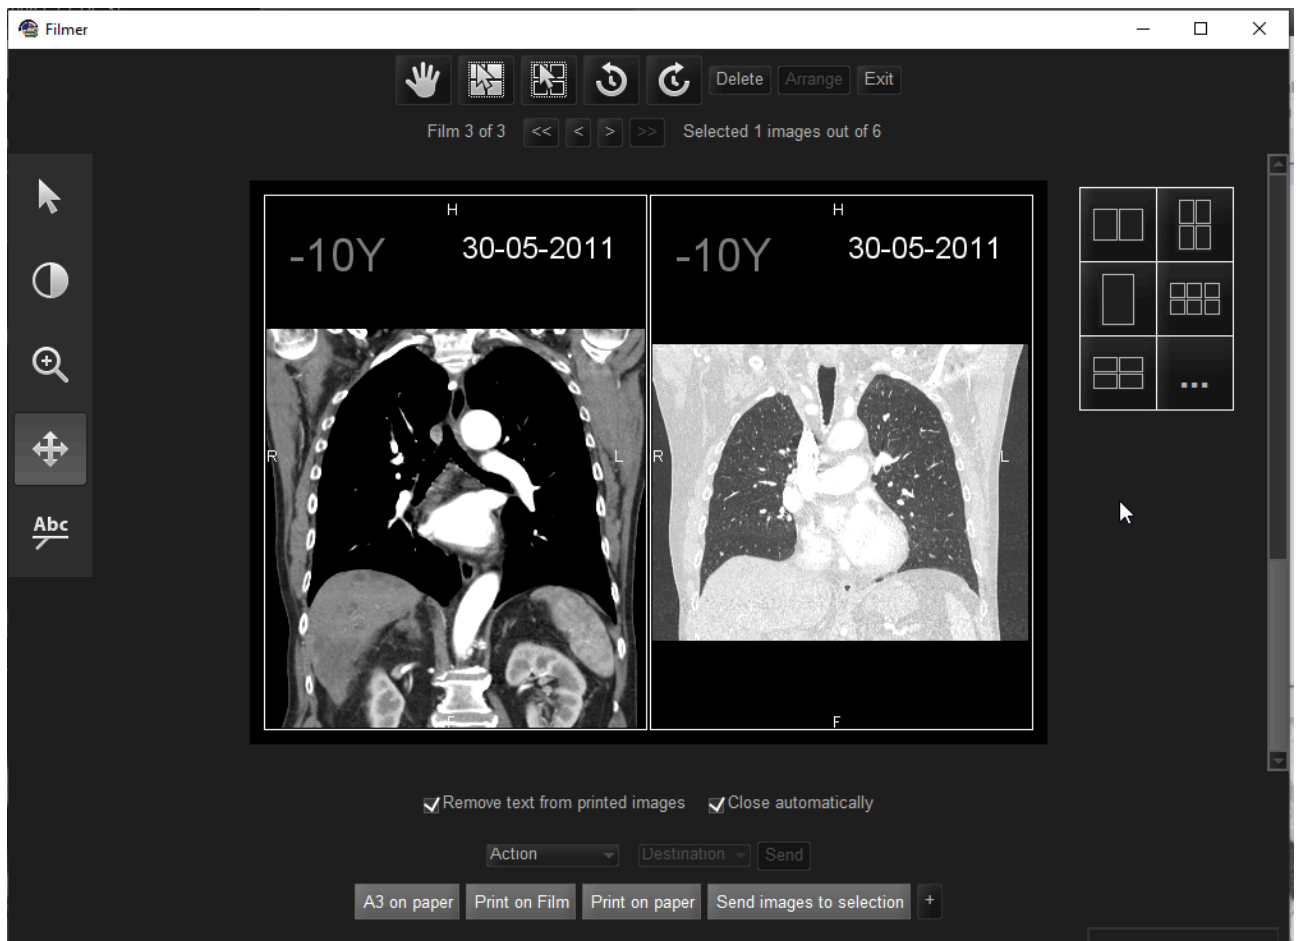 Filmer
Delete Arrange Exit
Film 3 of 3 << < > >> Selected 1 images out of 6
H H
-10Y 30-05-2011 -10Y 30-05-2011
R L R L
Abc
F F
...
Remove text from printed images Close automatically
Action Destination Send
A3 on paper Print on Film Print on paper Send images to selection +